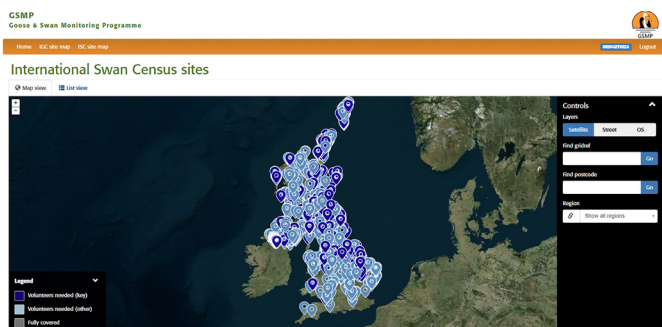 GSMP
Goose & Swan Monitoring Programme
GSMP
Home IGC site map ISC site map
Logout
International Swan Census sites
Map view List view
+
-
Controls
Layers
Satellite Street OS
Find gridref
Go
Find postcode
Go
Region
Show all regions
Legend
Volunteers needed (key)
Volunteers needed (other)
Fully covered